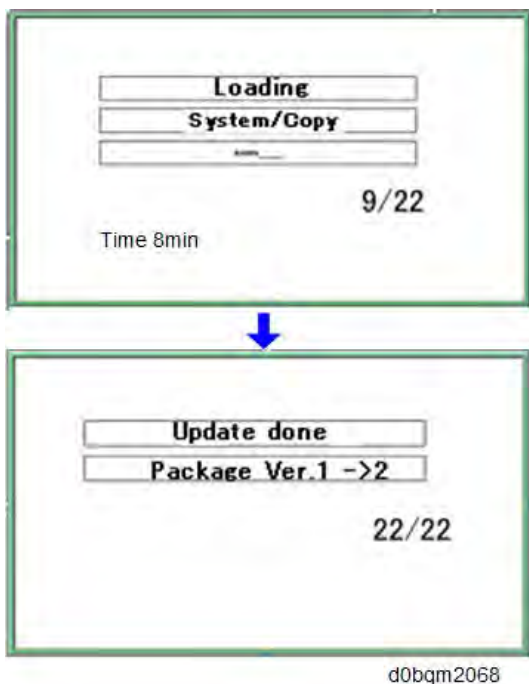 Loading
System/Copy
9/22
Time 8min
Update done
Package Ver.1 ->2
22/22
d0bqm2068